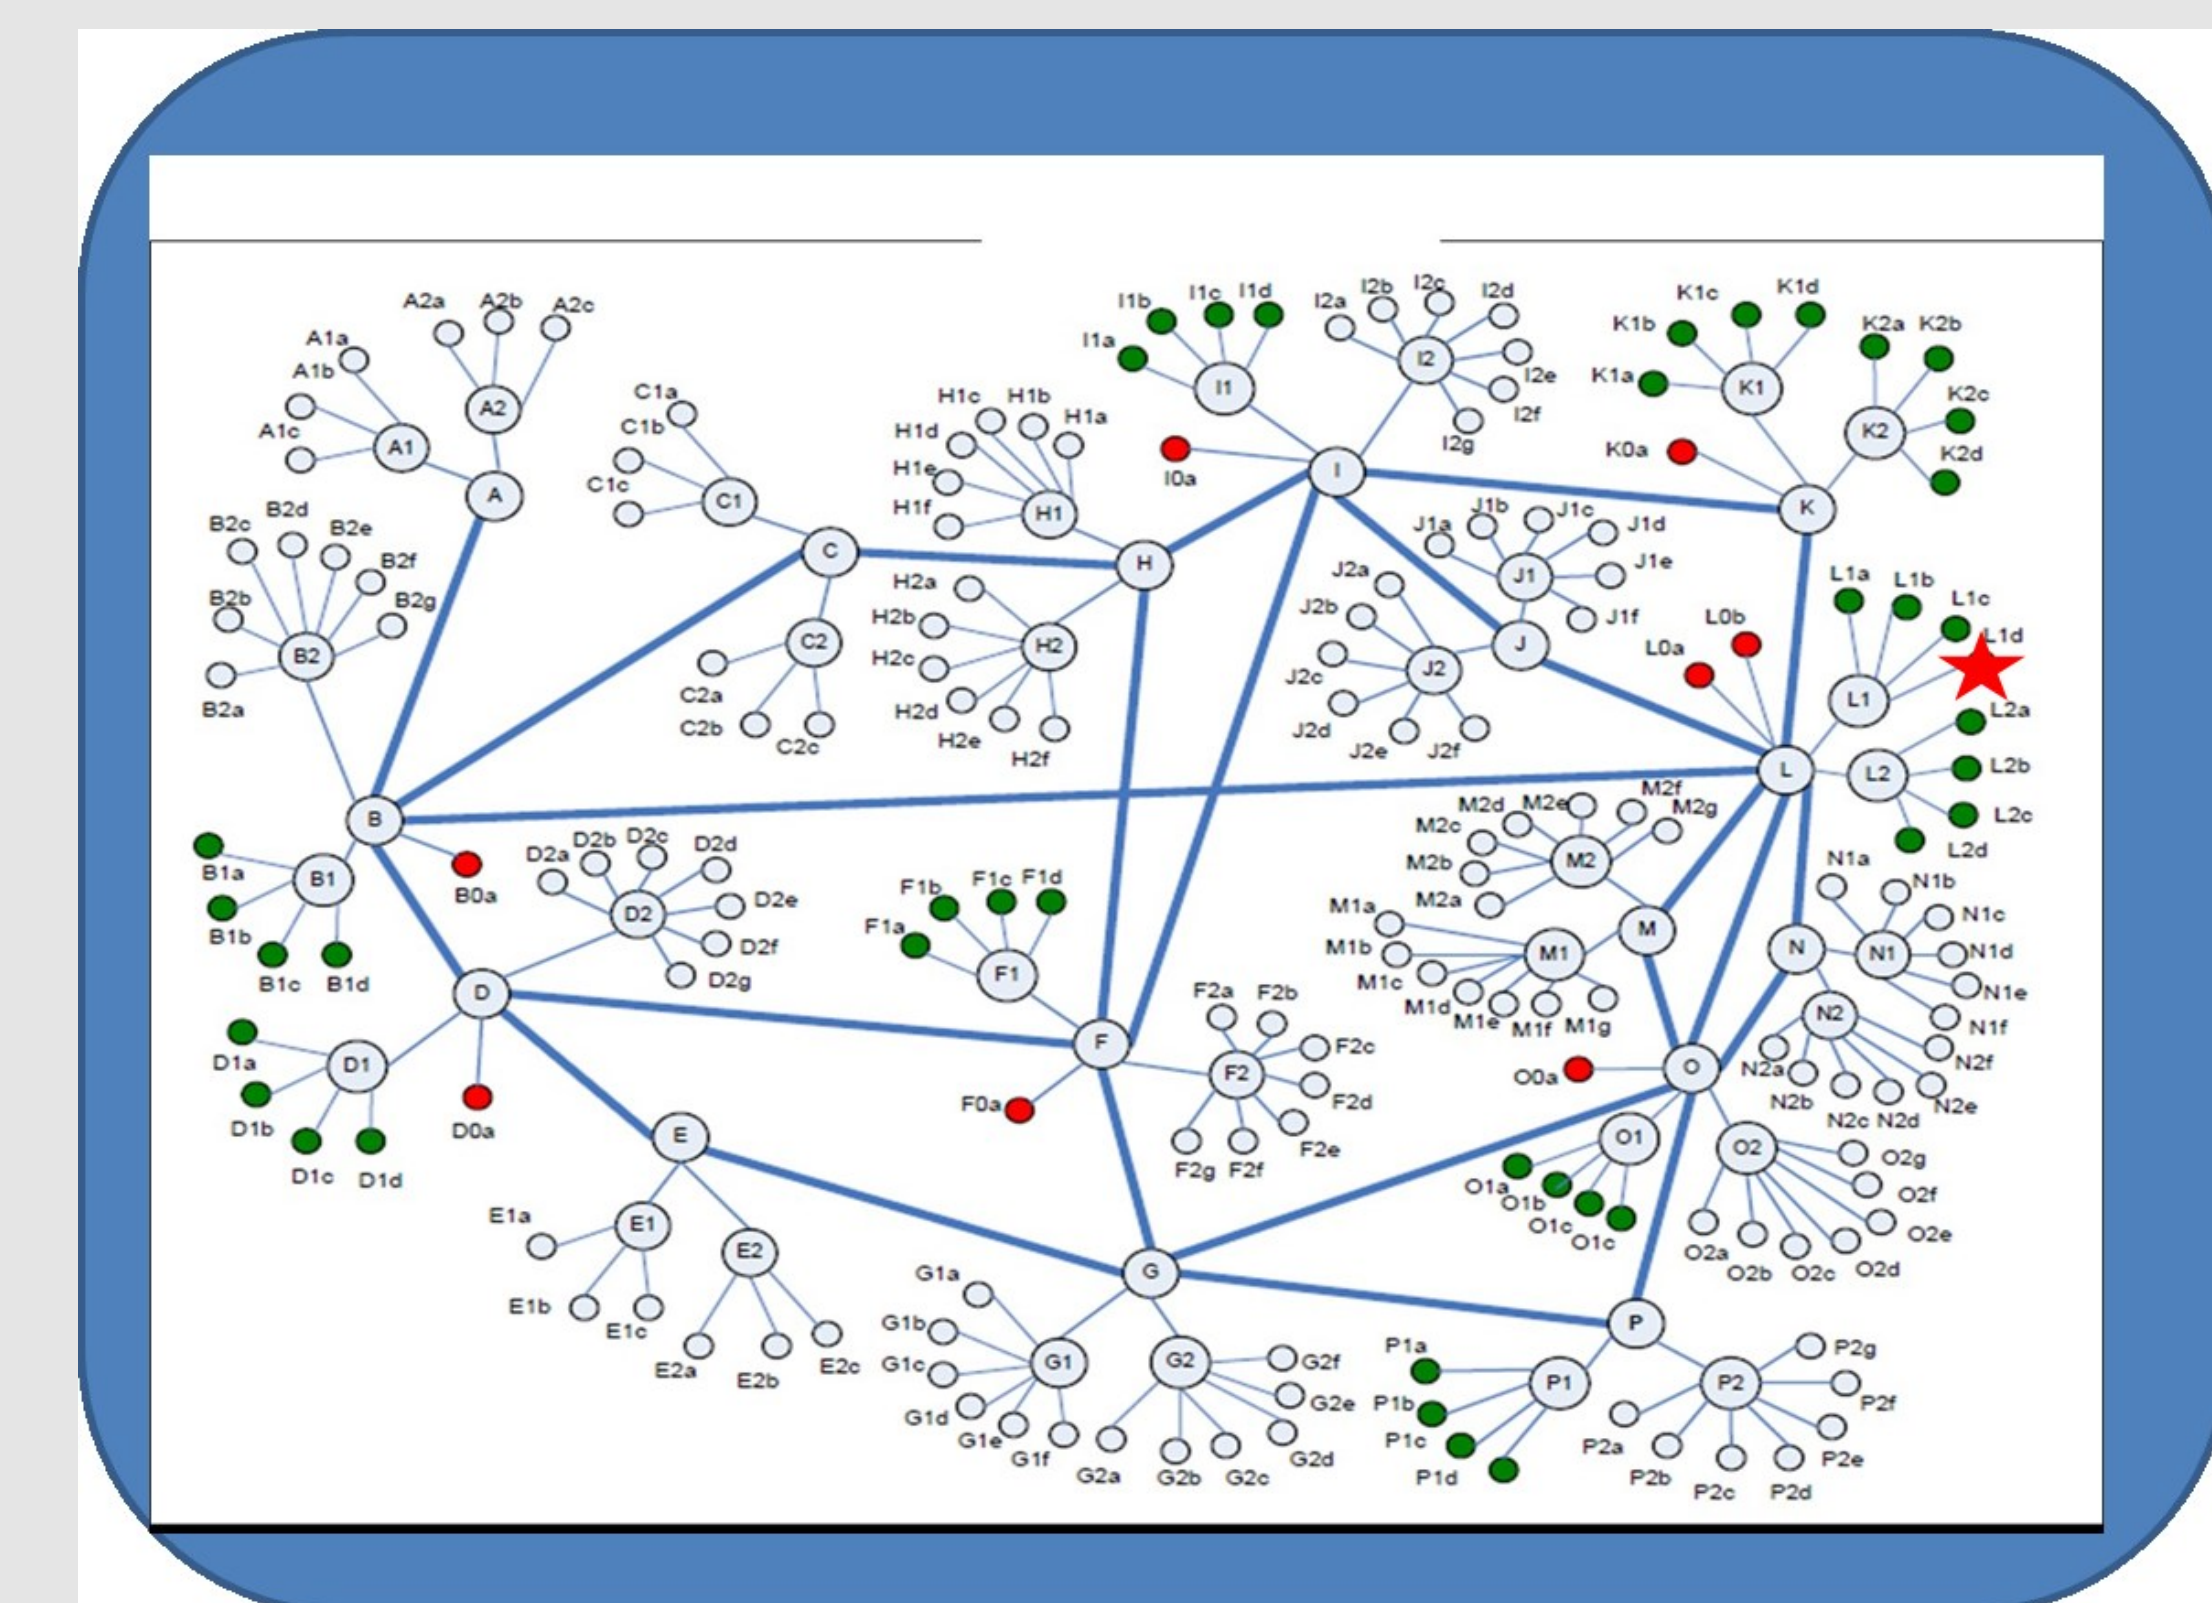 I2c
I2b
I1c I1d
K1c
K1d
A2a
A2b
A2c
I1b
I2a
I2d
K1b
K2a
K2b
A1a
I1a
I2
I2e
K1a
K1
K2c
A1b
A2
C1a
H1c
H1b
H1a
I1
I2f
A1c
A1
C1b
H1d
I2g
K2
K2d
K0a
A
C1c
C1
H1e
I0a
I
H1f
H1
K
B2c
B2d
B2e
B2f
J1a
J1b
J1c
J1d
C
H
J1e
B2b
B2g
H2a
J2a
J1
L1a
L1b
L1c
L1d
H2b
J2b
J1f
L0b
B2
C2
H2c
H2
J2c
J2
J
L0a
B2a
C2a
H2d
J2d
L1
L2a
C2b
C2c
H2e
H2f
J2e
J2f
L
L2
L2b
B
M2d
M2e
M2f
M2g
L2c
M2c
L2d
B1a
B1
D2a
D2b
D2c
D2d
M2b
M2
N1a
N1b
B0a
D2
D2e
F1b
F1c
F1d
M2a
M1a
B1b
F1a
M
N1c
D2f
M1b
M1
N
N1
N1d
B1c
B1d
D
D2g
F1
M1c
N1e
F2a
F2b
M1d
M1e
M1f
M1g
N2
N1f
F
F2c
D1a
D1
F2
O0a
O
N2a
N2f
F0a
F2d
N2b
N2c
N2d
N2e
D1b
D0a
E
F2e
O1
O2
O2g
D1c
D1d
F2g
F2f
O1a
O1b
O1c
O1c
O2f
E1a
E1
O2e
E2
G
O2a
O2b
O2c
O2d
G1a
E1b
E1c
G1b
P
E2a
E2b
E2c
G1c
G1
G2
G2f
P1a
P2g
G1d
G2e
P1b
P1
P2
P2f
G1e
G1f
G2d
P1c
P2a
P2e
G2a
G2b
G2c
P1d
P2b
P2c
P2d